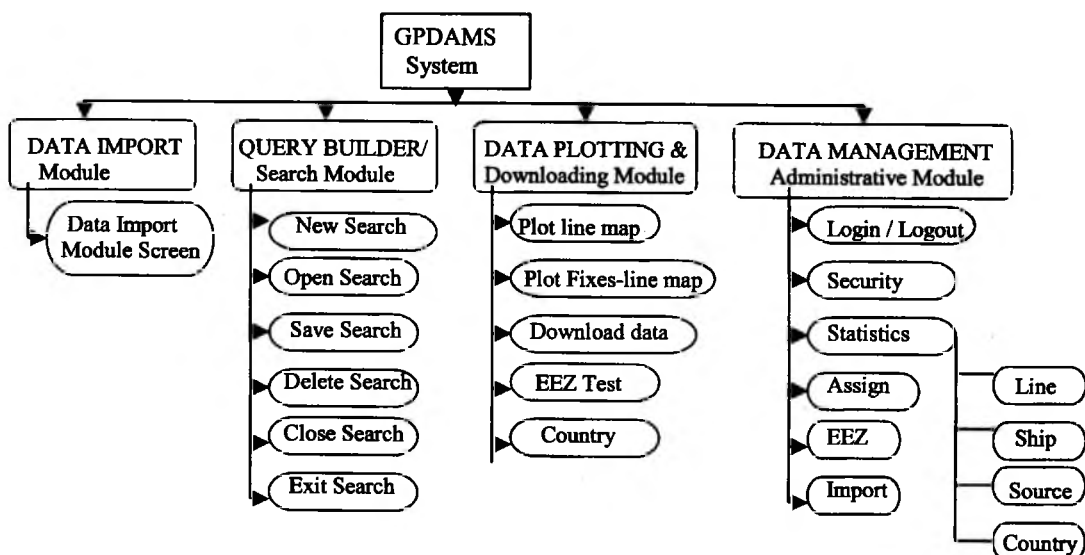 GPDAMS
System
DATA IMPORT
Module
Data Import
Module Screen
QUERY BUILDER/
Search Module
New Search
Open Search
Save Search
Delete Search
Close Search
Exit Search
DATA PLOTTING &
Downloading Module
Plot line map
Plot Fixes-line map
Download data
EEZ Test
Country
DATA MANAGEMENT
Administrative Module
Login / Logout
Security
Statistics
Assign
EEZ
Import
Line
Ship
Source
Country